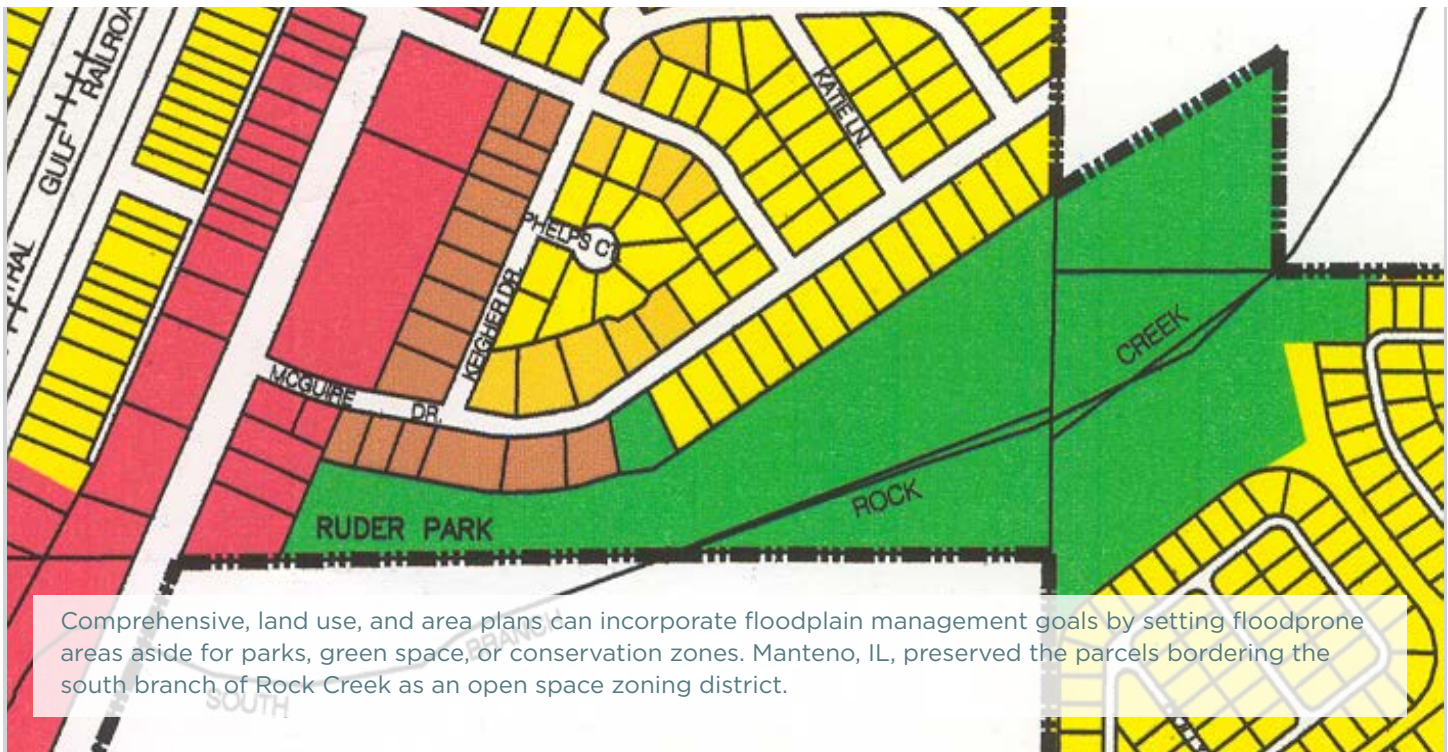 GULF RAILROA
KATIE LN.
PHELPS CT.
KEIGHER DR.
MCGUIRE DR.
CREEK
ROCK
RUDER PARK
BRANCH
SOUTH
Comprehensive, land use, and area plans can incorporate floodplain management goals by setting floodprone
areas aside for parks, green space, or conservation zones. Manteno, IL, preserved the parcels bordering the
south branch of Rock Creek as an open space zoning district.